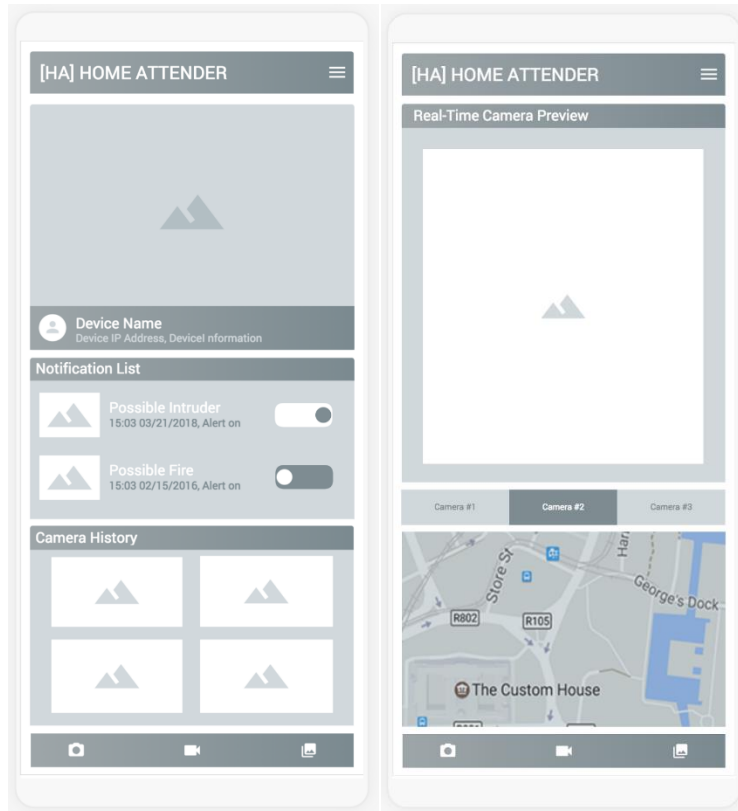 [HA] HOME ATTENDER
Device Name
Device IP Address, DeviceI nformation
Notification List
Possible Intruder
15:03 03/21/2018, Alert on
Possible Fire
15:03 02/15/2016, Alert on
Camera History
[HA] HOME ATTENDER
Real-Time Camera Preview
Camera #1
Camera #2
Camera #3
Store St
Har
George's Dock
R802
R105
The Custom House